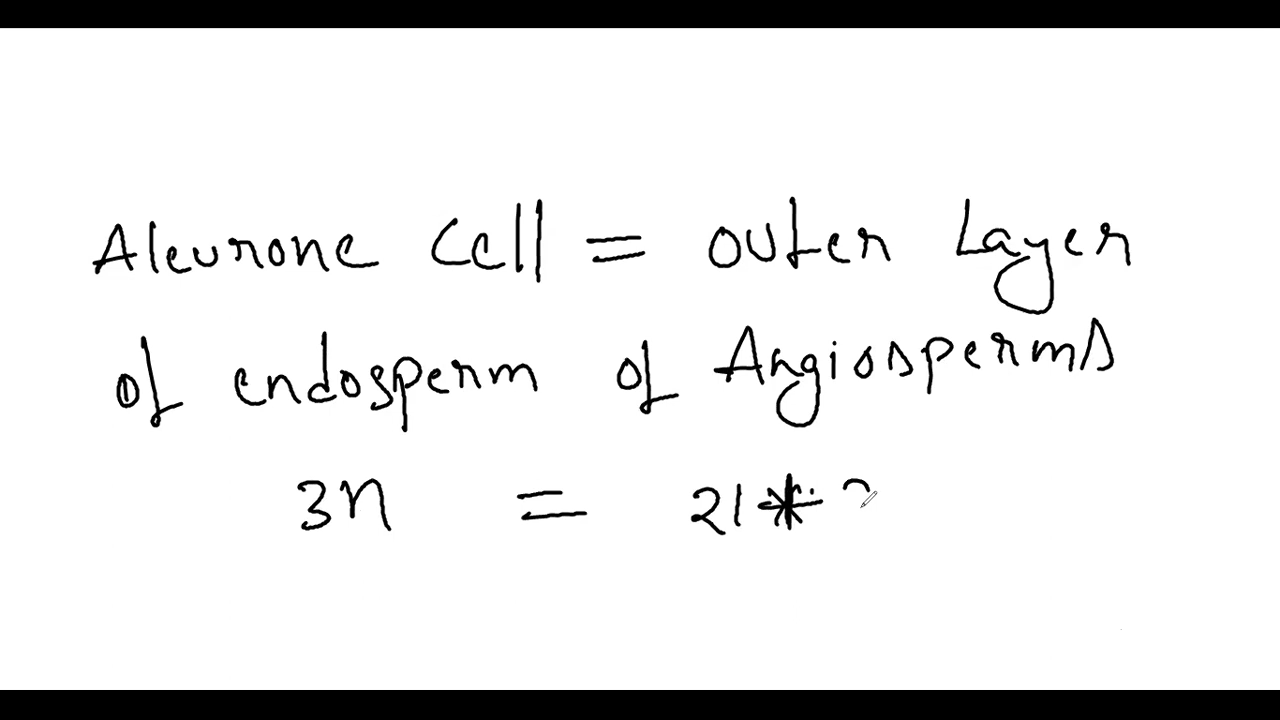 Aleurone Cell = outer Layer
of endosperm of Angiosperms
3n = 21 *